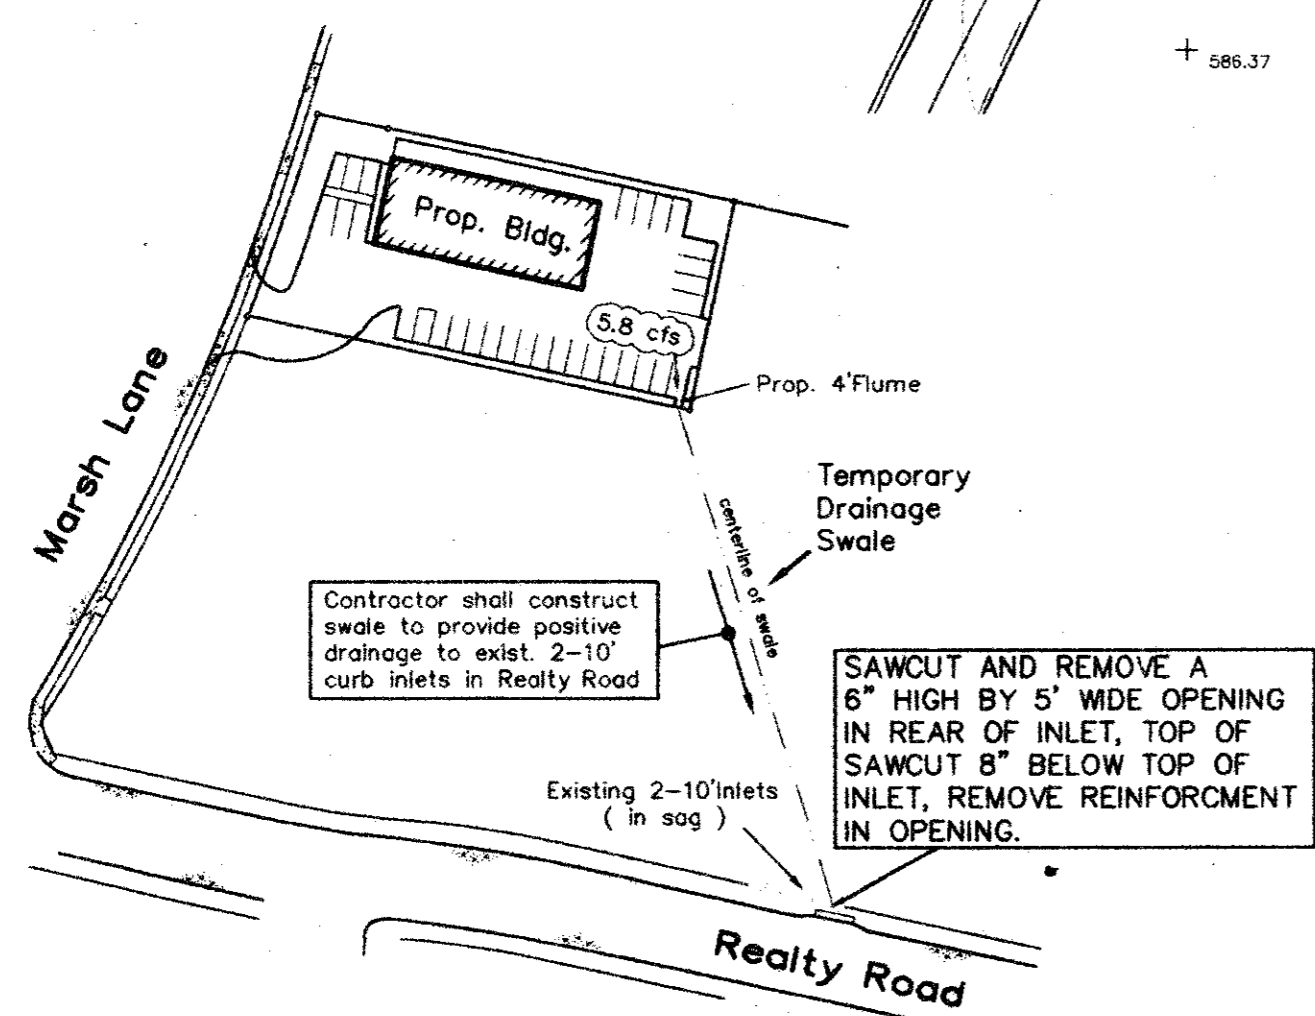 586.37
Prop. Bldg.
5.8 cfs
Prop. 4'Flume
Marsh Lane
Temporary
Drainage
Swale
centerline of swale
Contractor shall construct
swale to provide positive
drainage to exist. 2-10'
curb inlets in Realty Road
SAWCUT AND REMOVE A
6" HIGH BY 5' WIDE OPENING
IN REAR OF INLET, TOP OF
SAWCUT 8" BELOW TOP OF
INLET, REMOVE REINFORCMENT
IN OPENING.
Existing 2-10'Inlets
( in sag )
Realty Road